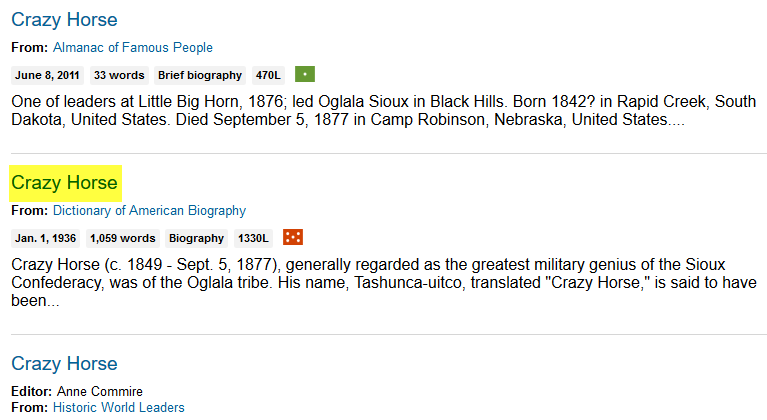 Crazy Horse
From: Almanac of Famous People
June 8, 2011 33 words Brief biography 470L
One of leaders at Little Big Horn, 1876; led Oglala Sioux in Black Hills. Born 1842? in Rapid Creek, South
Dakota, United States. Died September 5, 1877 in Camp Robinson, Nebraska, United States....
Crazy Horse
From: Dictionary of American Biography
Jan. 1, 1936 1,059 words Biography 1330L
Crazy Horse (c. 1849 - Sept. 5, 1877), generally regarded as the greatest military genius of the Sioux
Confederacy, was of the Oglala tribe. His name, Tashunca-uitco, translated "Crazy Horse," is said to have
been...
Crazy Horse
Editor: Anne Commire
From: Historic World Leaders